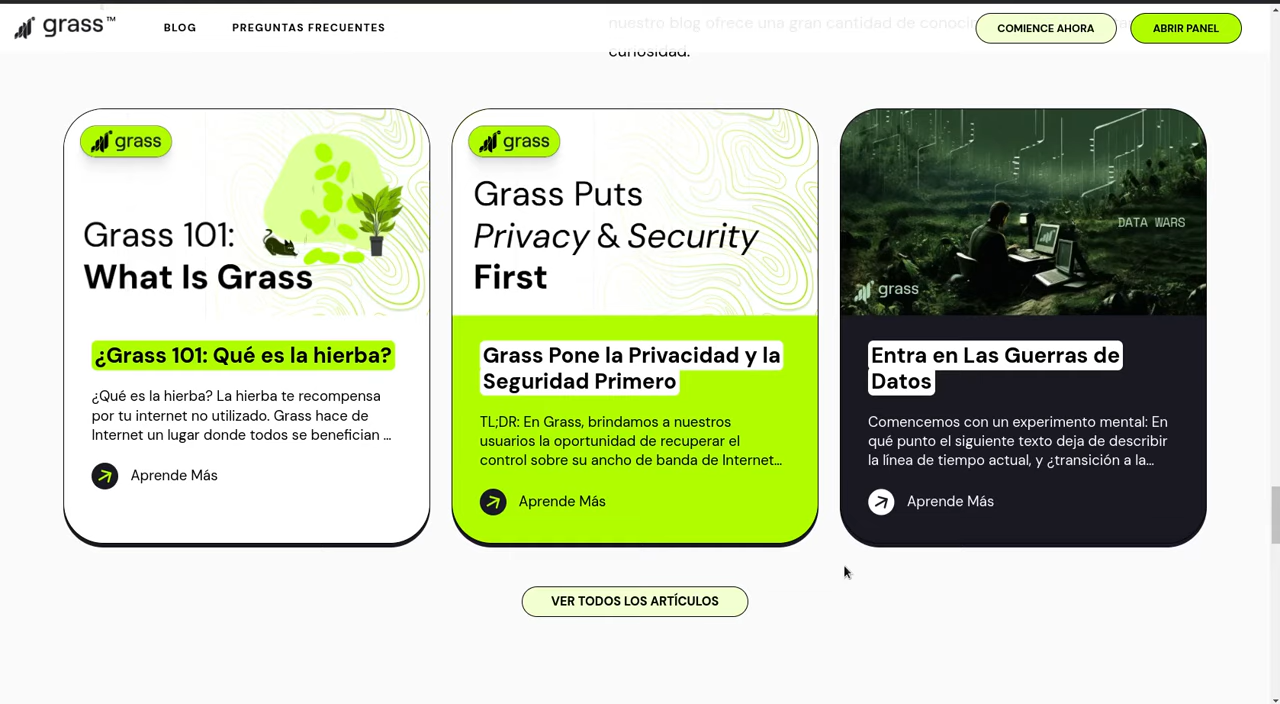 grass™
BLOG
PREGUNTAS FRECUENTES
nuestro blog ofrece una gran cantidad de
COMIENCE AHORA
ABRIR PANEL
curiosidad.
grass
Grass 101:
What Is Grass
¿Grass 101: Qué es la hierba?
¿Qué es la hierba? La hierba te recompensa
por tu internet no utilizado. Grass hace de
Internet un lugar donde todos se benefician ...
Aprende Más
grass
Grass Puts
Privacy & Security
First
Grass Pone la Privacidad y la
Seguridad Primero
TL;DR: En Grass, brindamos a nuestros
usuarios la oportunidad de recuperar el
control sobre su ancho de banda de Internet...
Aprende Más
DATA WARS
grass
Entra en Las Guerras de
Datos
Comencemos con un experimento mental: En
qué punto el siguiente texto deja de describir
la línea de tiempo actual, y ¿transición a la...
Aprende Más
VER TODOS LOS ARTÍCULOS